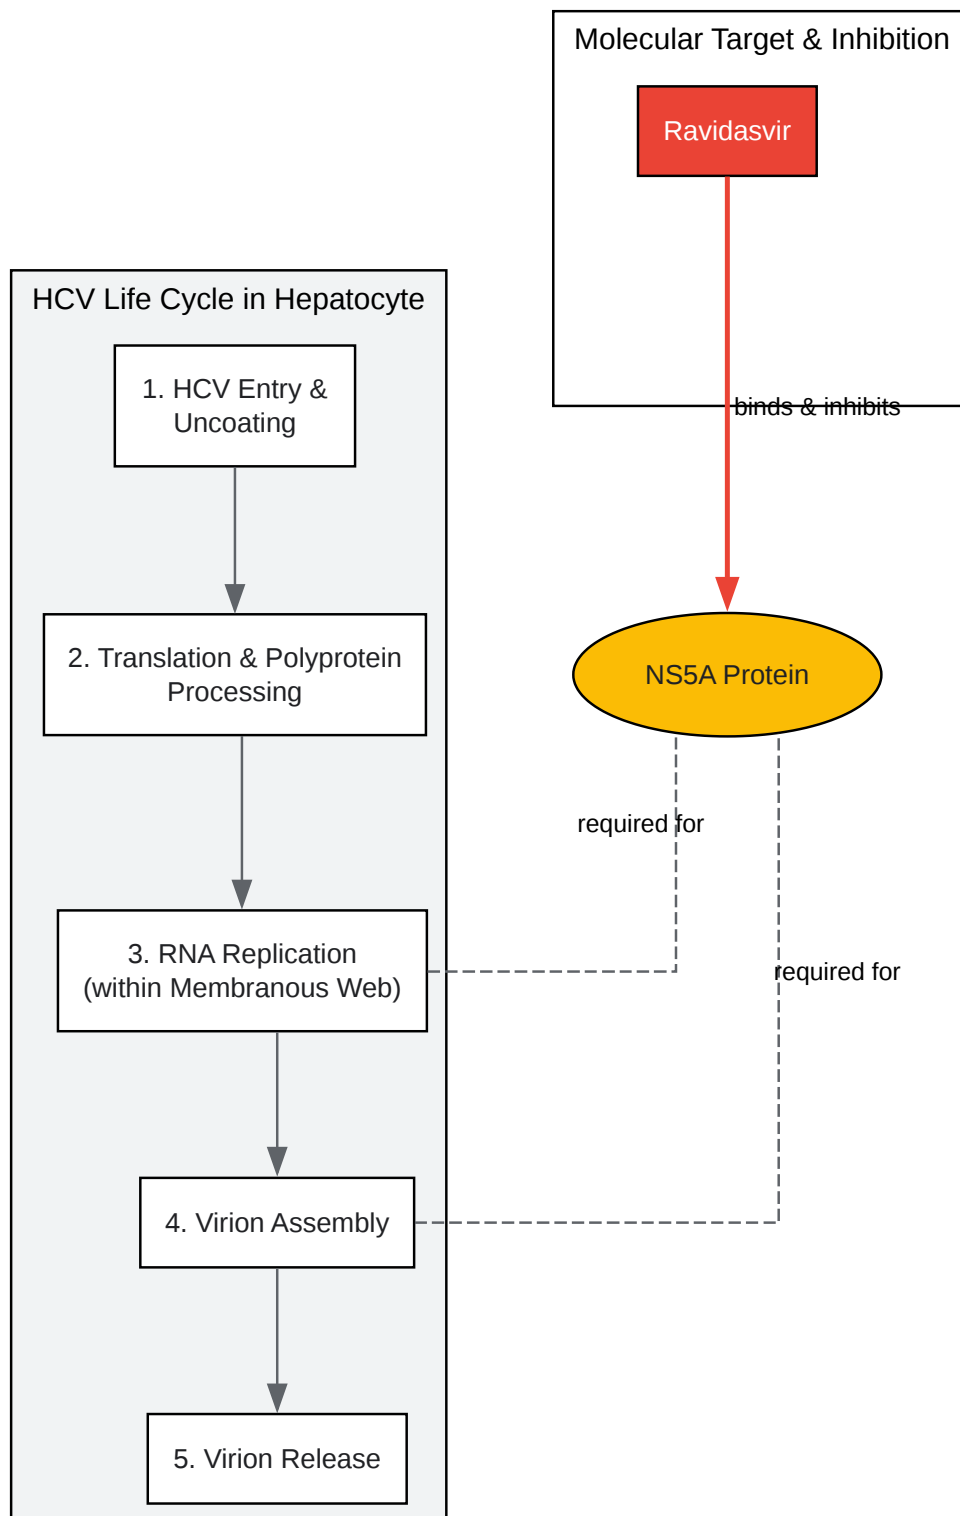 Molecular Target & Inhibition
Ravidasvir
binds & inhibits
NS5A Protein
required for
required for
HCV Life Cycle in Hepatocyte
1. HCV Entry &
Uncoating
2. Translation & Polyprotein
Processing
3. RNA Replication
(within Membranous Web)
4. Virion Assembly
5. Virion Release